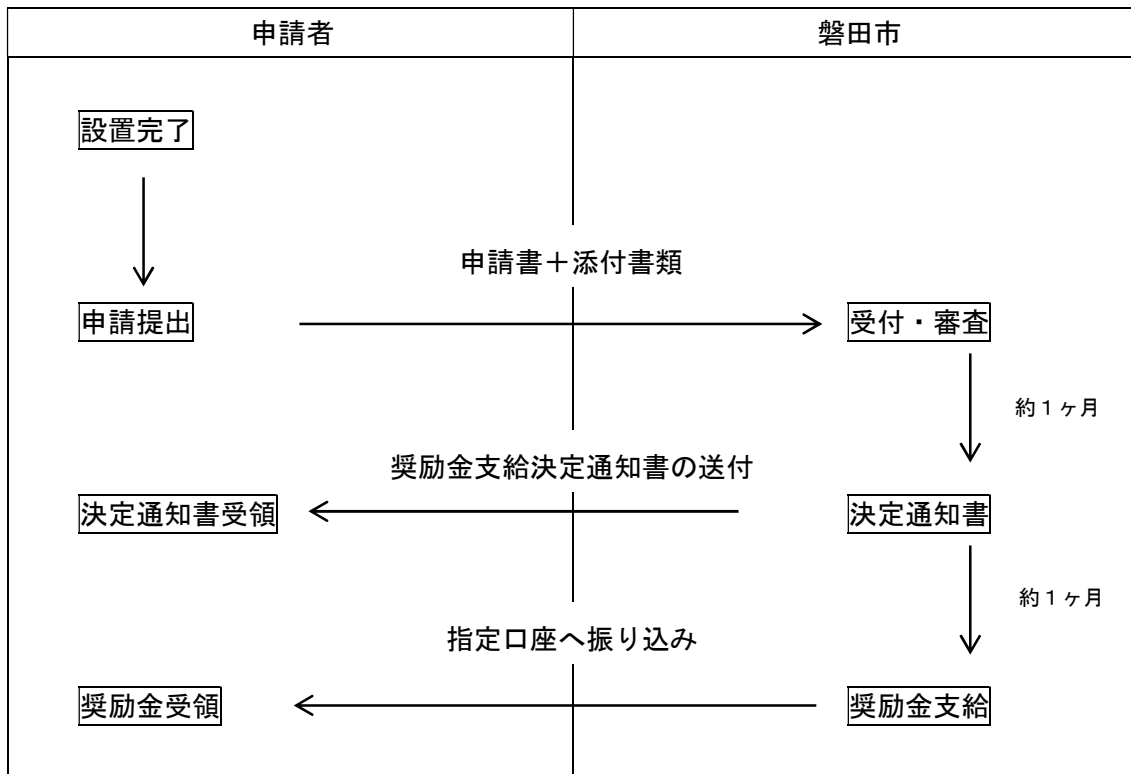 申請者
磐田市
設置完了
申請書＋添付書類
申請提出
受付・審査
約１ヶ月
奨励金支給決定通知書の送付
決定通知書受領
決定通知書
約１ヶ月
指定口座へ振り込み
奨励金受領
奨励金支給